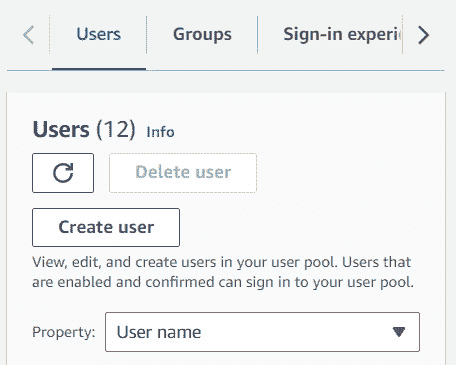 Users Groups Sign-in experi
Users (12) Info
Delete user
Create user
View, edit, and create users in your user pool. Users that
are enabled and confirmed can sign in to your user pool.
Property: User name